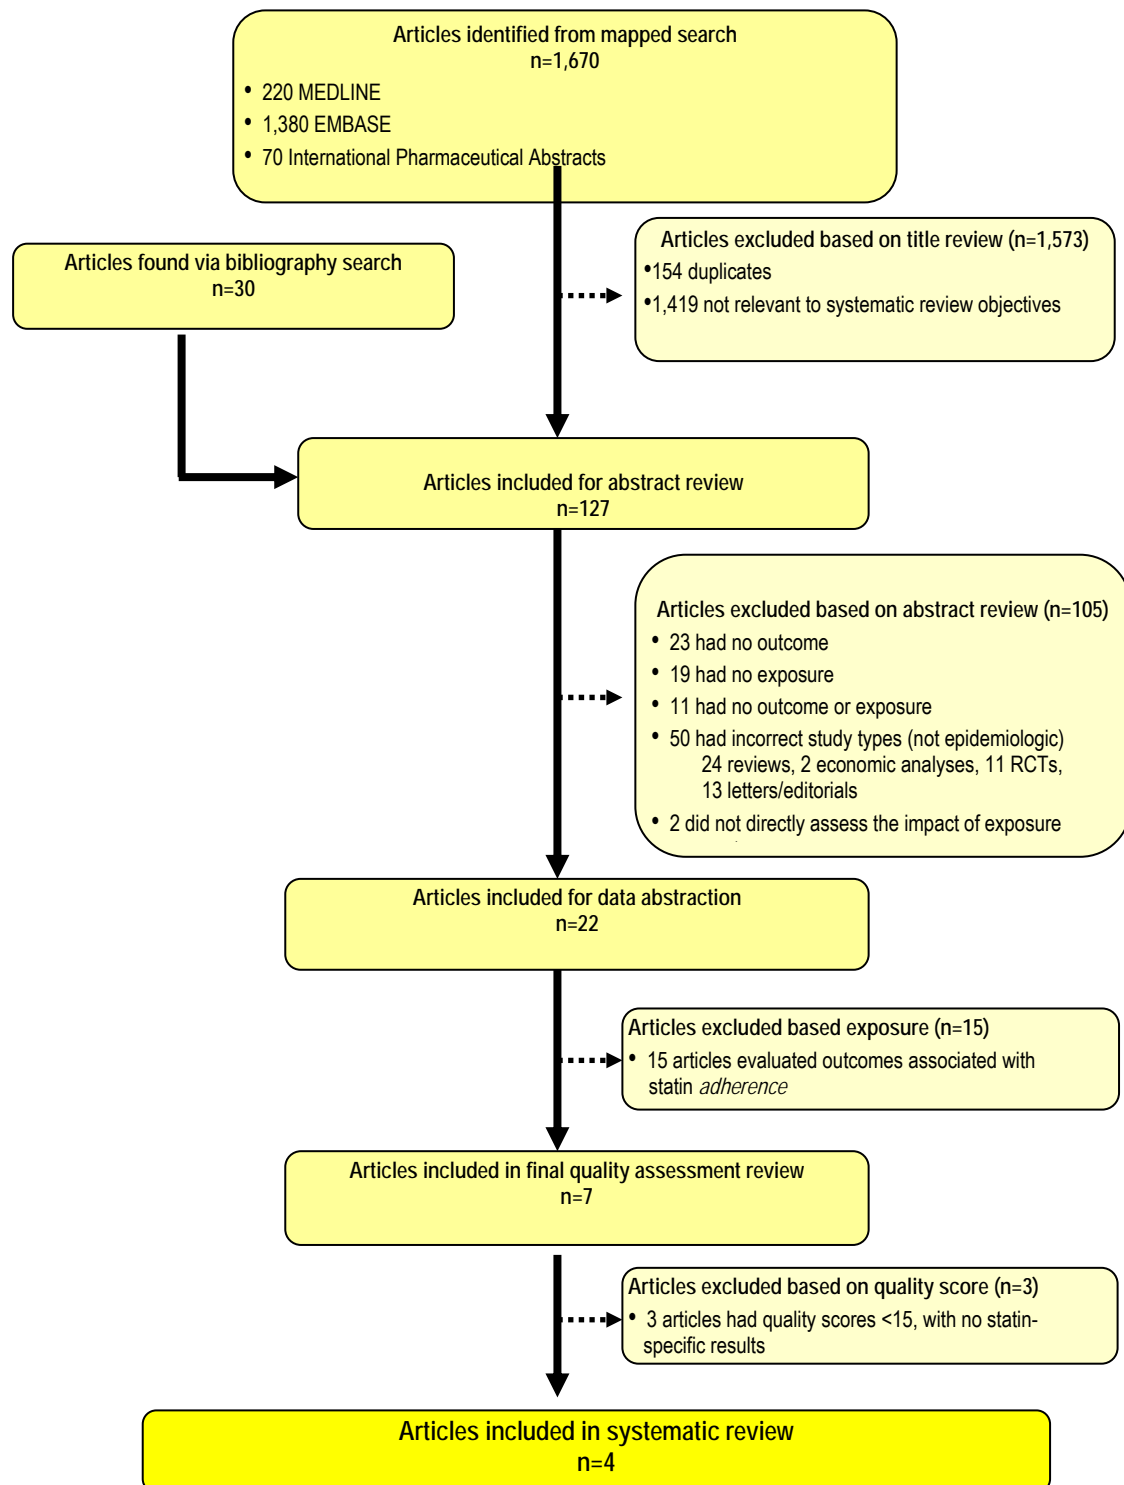 Articles identified from mapped search
n=1,670
• 220 MEDLINE
• 1,380 EMBASE
• 70 International Pharmaceutical Abstracts
Articles excluded based on title review (n=1,573)
•154 duplicates
•1,419 not relevant to systematic review objectives
Articles found via bibliography search
n=30
Articles included for abstract review
n=127
Articles excluded based on abstract review (n=105)
• 23 had no outcome
• 19 had no exposure
• 11 had no outcome or exposure
• 50 had incorrect study types (not epidemiologic)
24 reviews, 2 economic analyses, 11 RCTs,
13 letters/editorials
• 2 did not directly assess the impact of exposure
Articles included for data abstraction
n=22
Articles excluded based exposure (n=15)
• 15 articles evaluated outcomes associated with
statin adherence
Articles included in final quality assessment review
n=7
Articles excluded based on quality score (n=3)
• 3 articles had quality scores <15, with no statin-
specific results
Articles included in systematic review
n=4